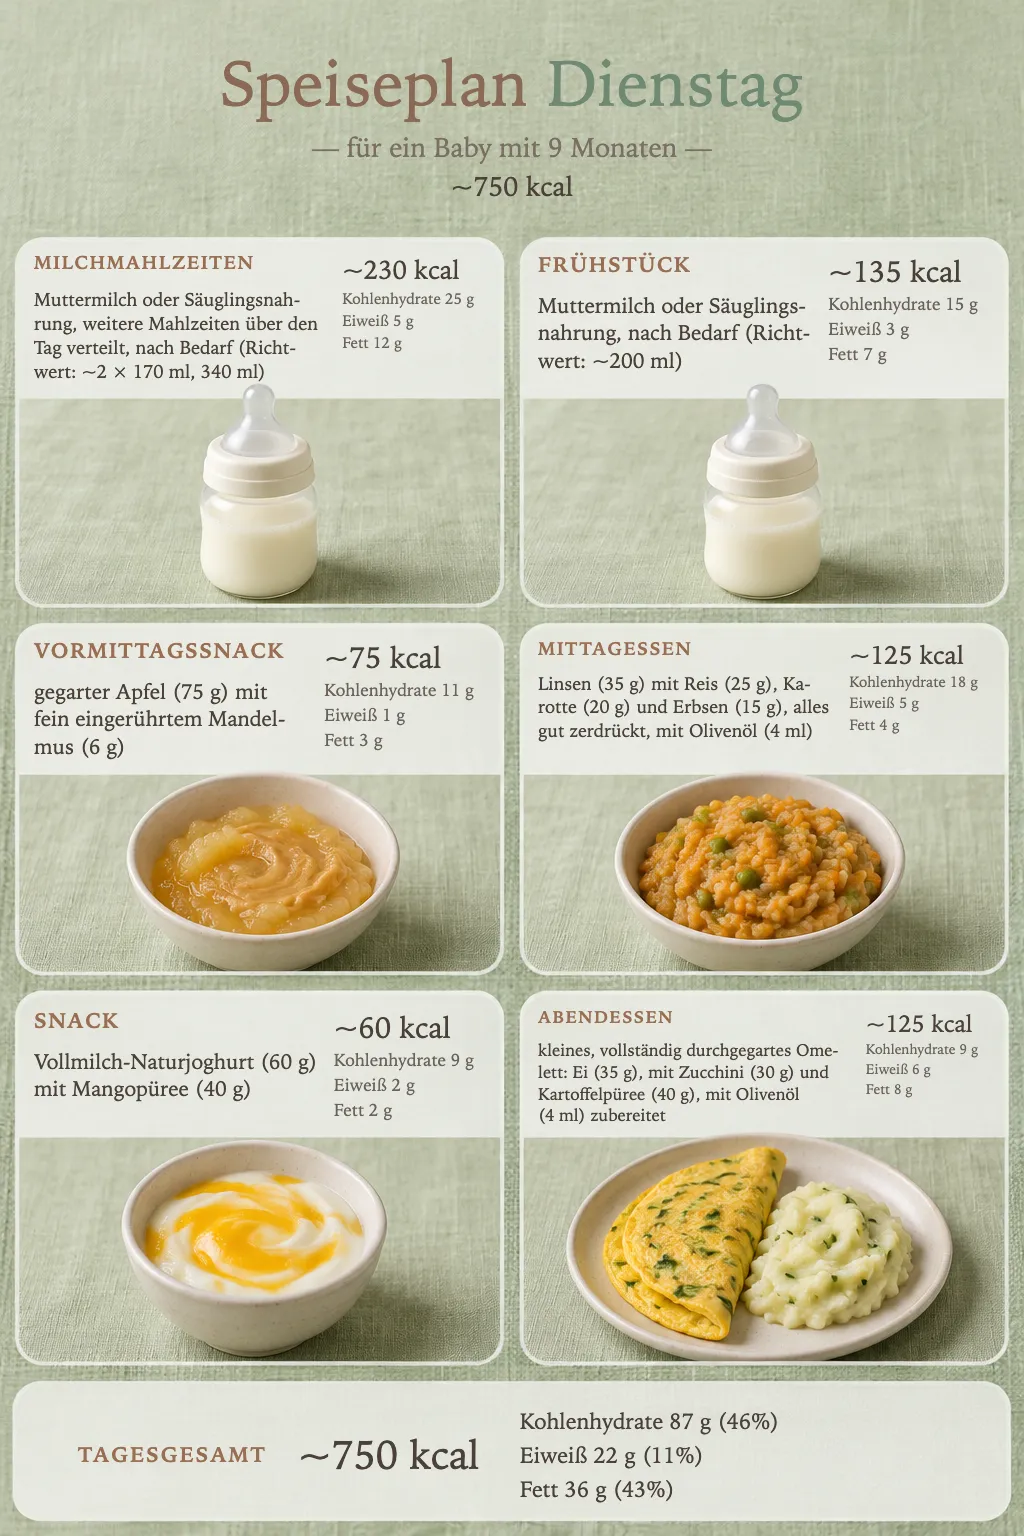 Speiseplan Dienstag
— für ein Baby mit 9 Monaten —
~750 kcal
MILCHMAHLZEITEN
Muttermilch oder Säuglingsnah-
rung, weitere Mahlzeiten über den
Tag verteilt, nach Bedarf (Richt-
wert: ~2 × 170 ml, 340 ml)
~230 kcal
Kohlenhydrate 25 g
Eiweiß 5 g
Fett 12 g
FRÜHSTÜCK
Muttermilch oder Säuglings-
nahrung, nach Bedarf (Richt-
wert: ~200 ml)
~135 kcal
Kohlenhydrate 15 g
Eiweiß 3 g
Fett 7 g
VORMITTAGSSNACK
gegarter Apfel (75 g) mit
fein eingerührtem Mandel-
mus (6 g)
~75 kcal
Kohlenhydrate 11 g
Eiweiß 1 g
Fett 3 g
MITTAGESSEN
Linsen (35 g) mit Reis (25 g), Ka-
rotte (20 g) und Erbsen (15 g), alles
gut zerdrückt, mit Olivenöl (4 ml)
~125 kcal
Kohlenhydrate 18 g
Eiweiß 5 g
Fett 4 g
SNACK
Vollmilch-Naturjoghurt (60 g)
mit Mangopüree (40 g)
~60 kcal
Kohlenhydrate 9 g
Eiweiß 2 g
Fett 2 g
ABENDESSEN
kleines, vollständig durchgegartes Ome-
lett: Ei (35 g), mit Zucchini (30 g) und
Kartoffelpüree (40 g), mit Olivenöl
(4 ml) zubereitet
~125 kcal
Kohlenhydrate 9 g
Eiweiß 6 g
Fett 8 g
TAGESGESAMT
~750 kcal
Kohlenhydrate 87 g (46%)
Eiweiß 22 g (11%)
Fett 36 g (43%)